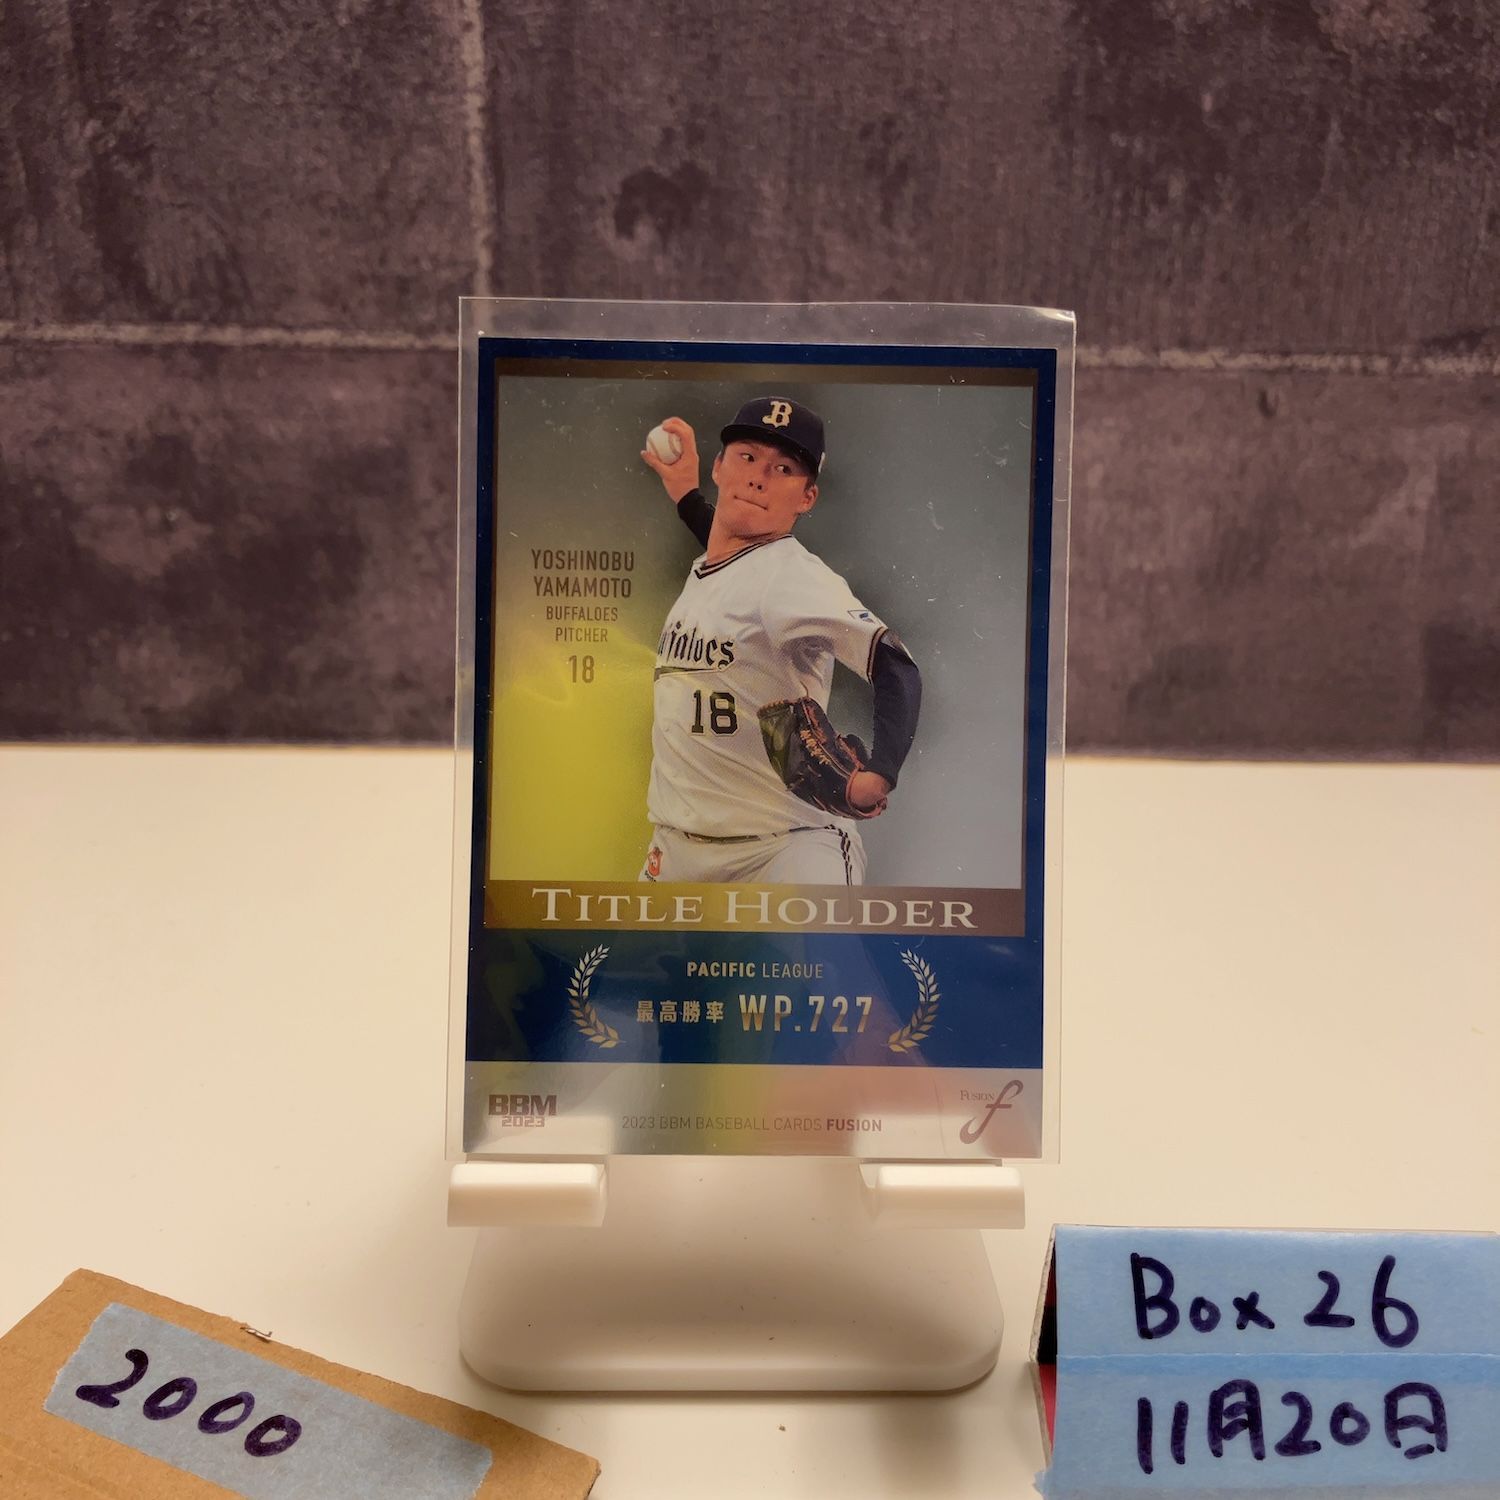 B
YOSHINOBU
YAMAMOTO
BUFFALOES
PITCHER
18
ffaloes
18
TITLE HOLDER
PACIFIC LEAGUE
最高勝率 WP.727
BBM
2023
2023 BBM BASEBALL CARDS FUSION
FUSION
f
2000
Box 26
11月20日